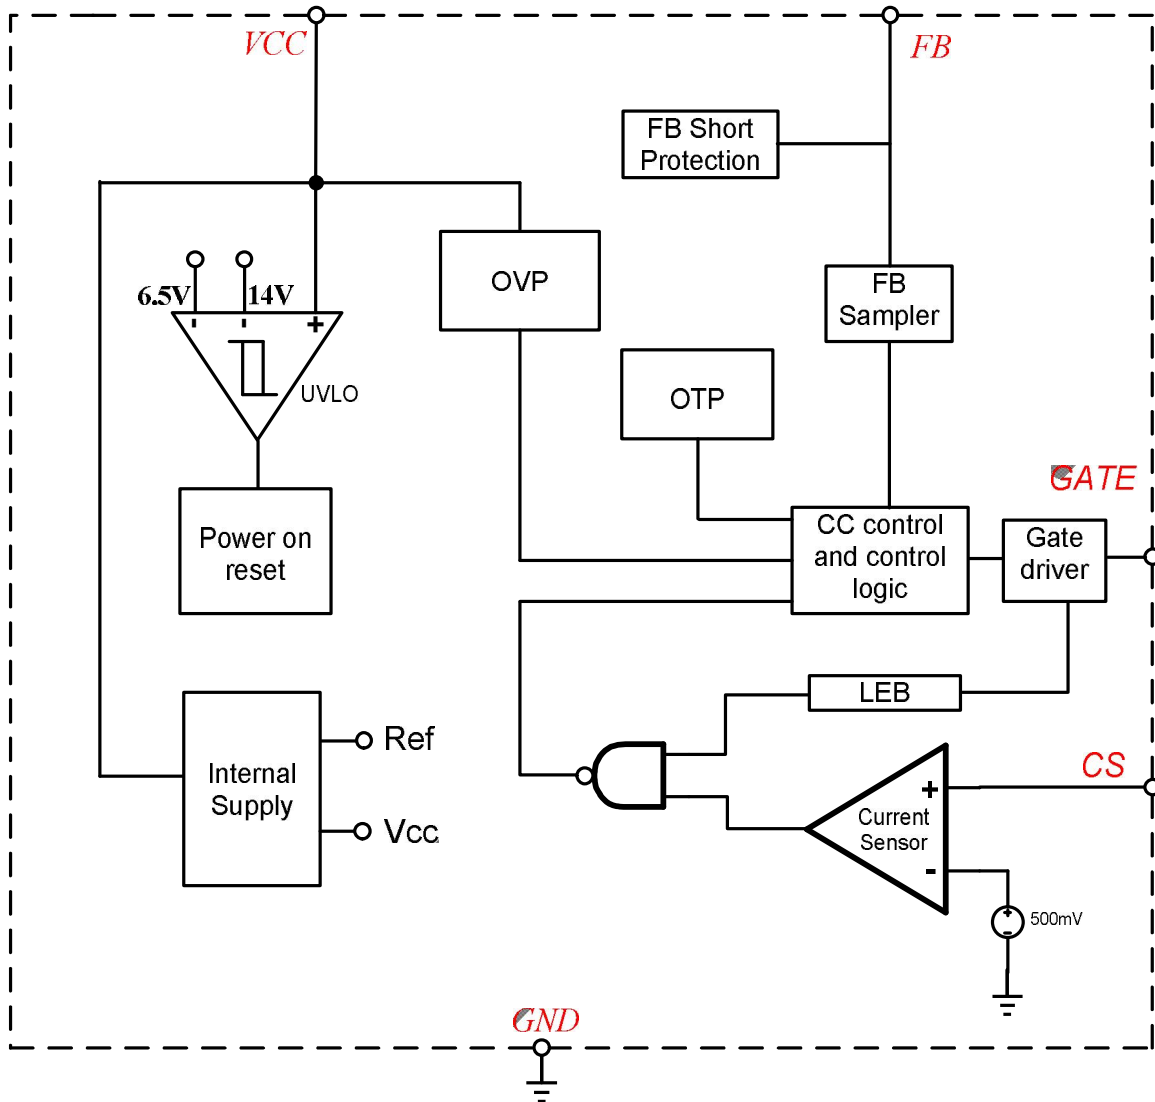 VCC
FB
FB Short
Protection
OVP
FB
Sampler
6.5V
14V
-
-
+
UVLO
OTP
GATE
Power on
reset
CC control
and control
logic
Gate
driver
LEB
Ref
Internal
Supply
Vcc
CS
+
Current
Sensor
-
+
-
500mV
GND